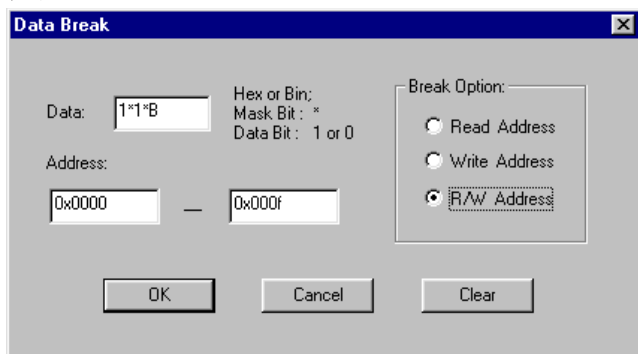 Data Break
Data: 1*1*B
Hex or Bin;
Mask Bit : *
Data Bit : 1 or 0
Address:
0x0000 — 0x000f
Break Option:
Read Address
Write Address
R/W Address
OK Cancel Clear